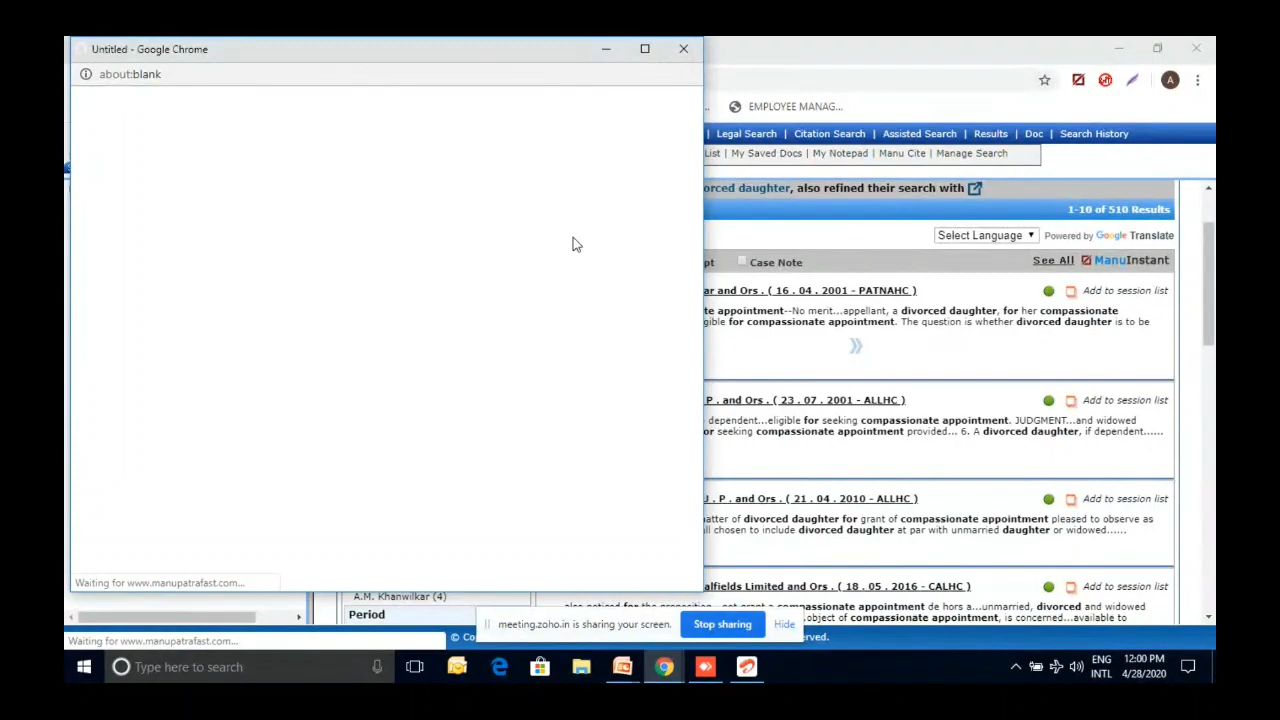 Untitled - Google Chrome
about:blank
EMPLOYEE MANAG...
A
| Legal Search | Citation Search | Assisted Search | Results | Doc | Search History
List | My Saved Docs | My Notepad | Manu Cite | Manage Search
daughter, also refined their search with
1-10 of 510 Results
Select Language ▼ Powered by Google Translate
Case Note See All ManuInstant
and Ors . ( 16 . 04 . 2001 - PATNAHC ) Add to session list
appointment--No merit...appellant, a divorced daughter, for her compassionate
for compassionate appointment. The question is whether divorced daughter is to be
P . and Ors . ( 23 . 07 . 2001 - ALLHC ) Add to session list
dependent...eligible for seeking compassionate appointment. JUDGMENT...and widowed
seeking compassionate appointment provided... 6. A divorced daughter, if dependent......
. P . and Ors . ( 21 . 04 . 2010 - ALLHC ) Add to session list
of divorced daughter for grant of compassionate appointment pleased to observe as
chosen to include divorced daughter at par with unmarried daughter or widowed......
Limited and Ors . ( 18 . 05 . 2016 - CALHC ) Add to session list
compassionate appointment de hors a...unmarried, divorced and widowed
object of compassionate appointment, is concerned...available to
Waiting for www.manupatrafast.com...
A.M. Khanwilkar (4)
Period
meeting.zoho.in is sharing your screen. Stop sharing Hide
Waiting for www.manupatrafast.com...
Type here to search
ENG
INTL
12:00 PM
4/28/2020